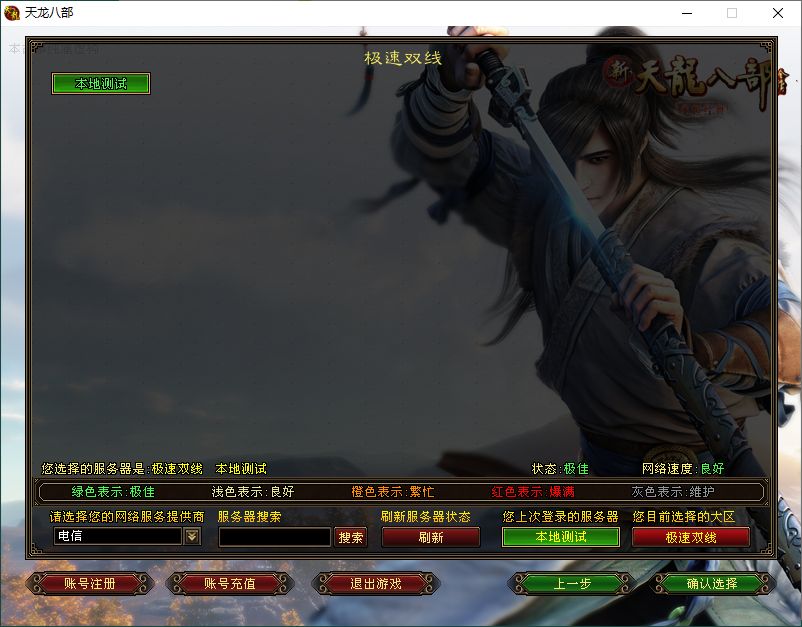 天龙八部
极速双线
本地测试
新天龍八部
您选择的服务器是:极速双线 本地测试 状态:极佳 网络速度:良好
绿色表示:极佳 浅色表示:良好 橙色表示:繁忙 红色表示:爆满 灰色表示:维护
请选择您的网络服务提供商 服务器搜索 刷新服务器状态 您上次登录的服务器 您目前选择的大区
电信 搜索 刷新 本地测试 极速双线
账号注册 账号充值 退出游戏 上一步 确认选择